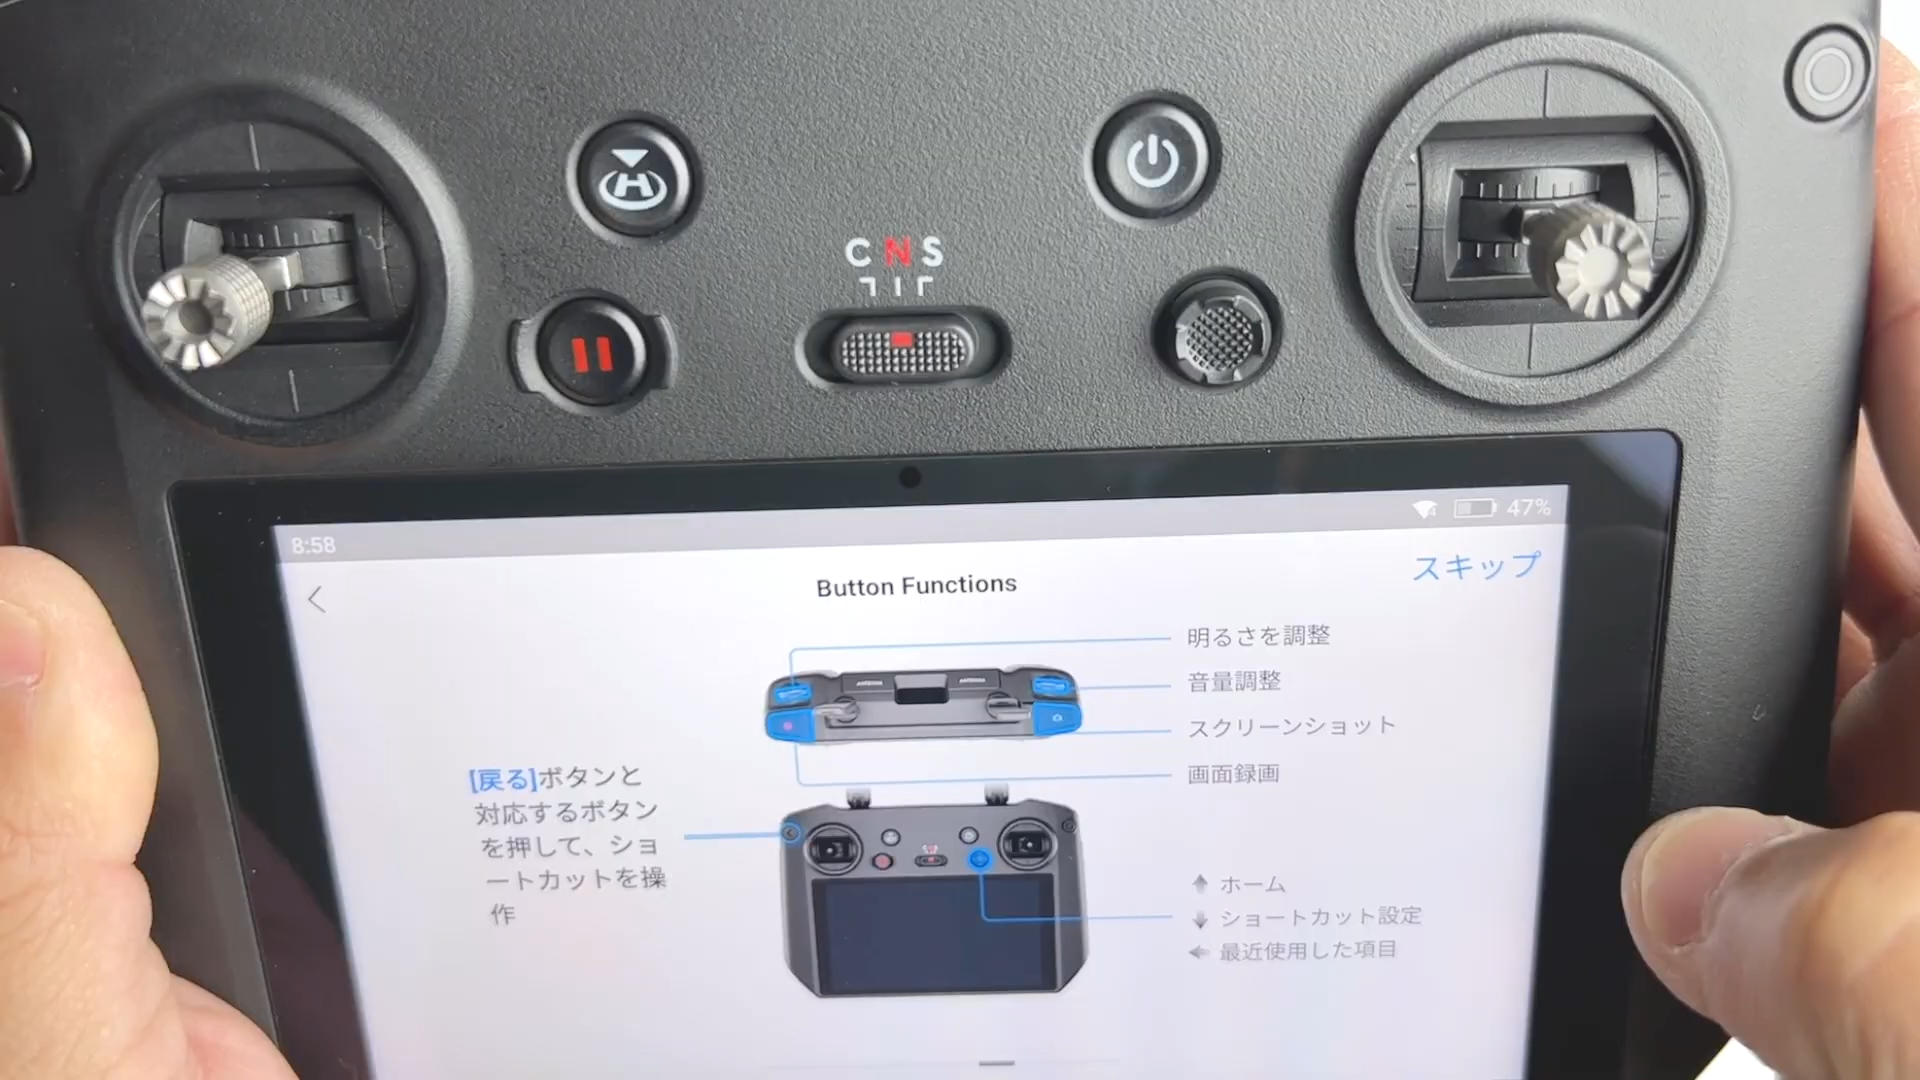 C N S
8:58
47%
Button Functions
スキップ
明るさを調整
音量調整
スクリーンショット
画面録画
[戻る]ボタンと
対応するボタン
を押して、ショ
ートカットを操
作
ホーム
ショートカット設定
最近使用した項目